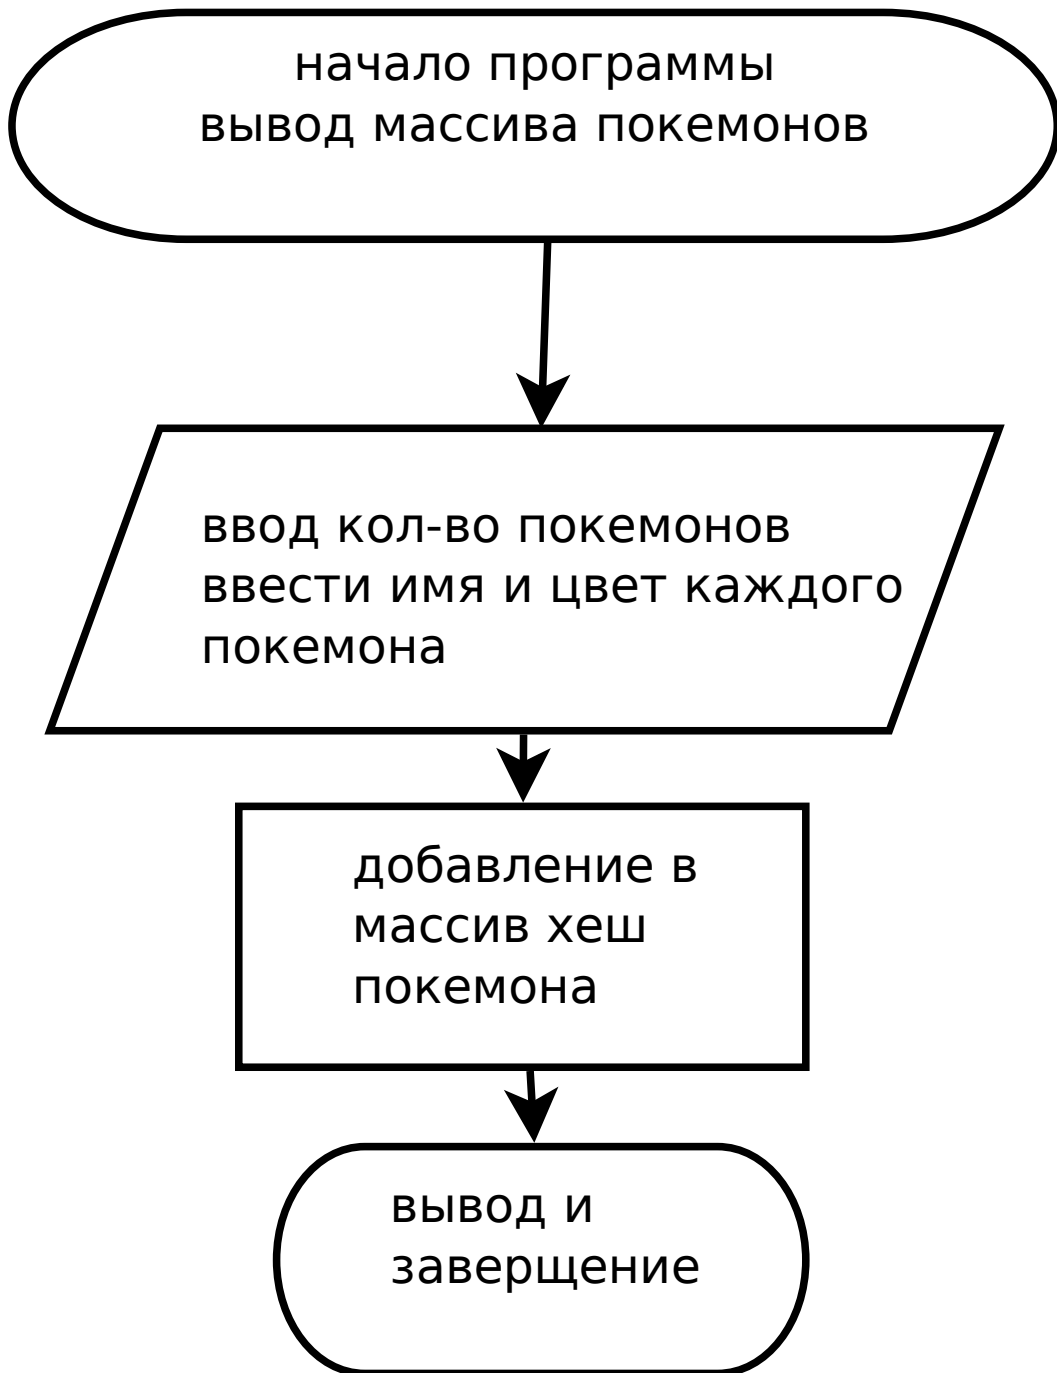 начало программы
вывод массива покемонов
ввод кол-во покемонов
ввести имя и цвет каждого
покемона
добавление в
массив хеш
покемона
вывод и
заверщение